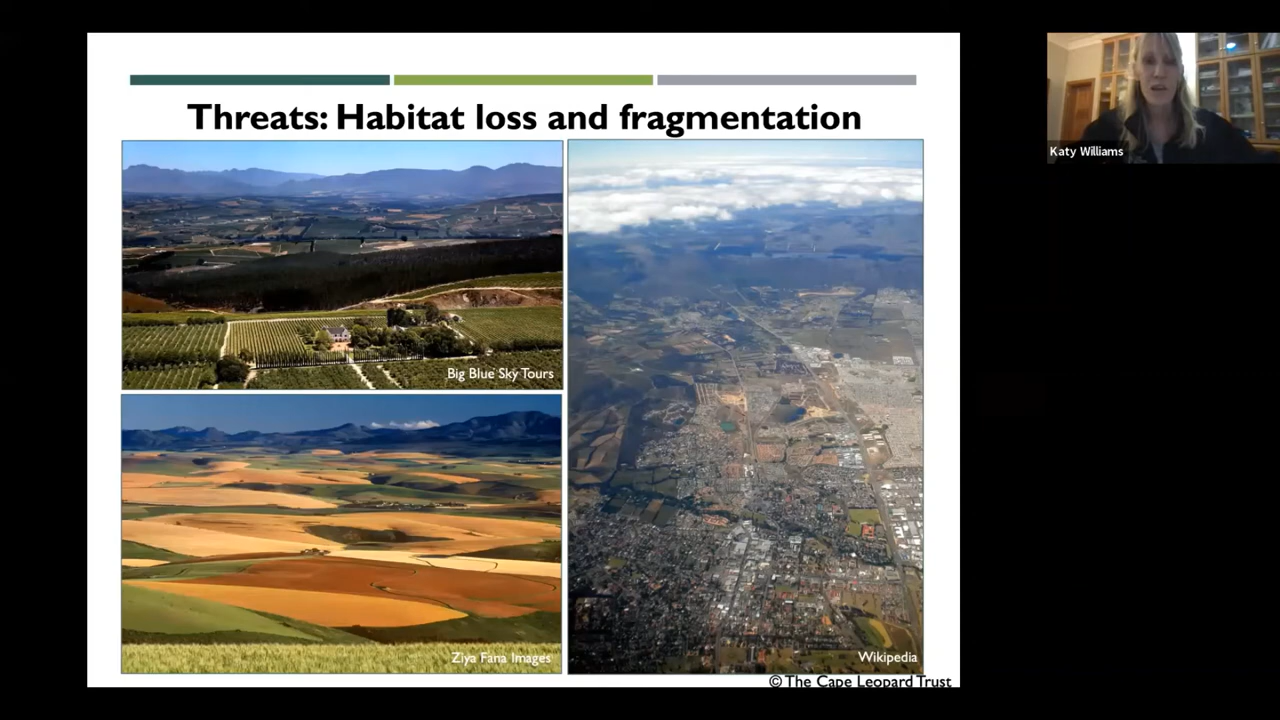 Threats: Habitat loss and fragmentation
Katy Williams
Big Blue Sky Tours
Ziya Fana Images
Wikipedia
© The Cape Leopard Trust